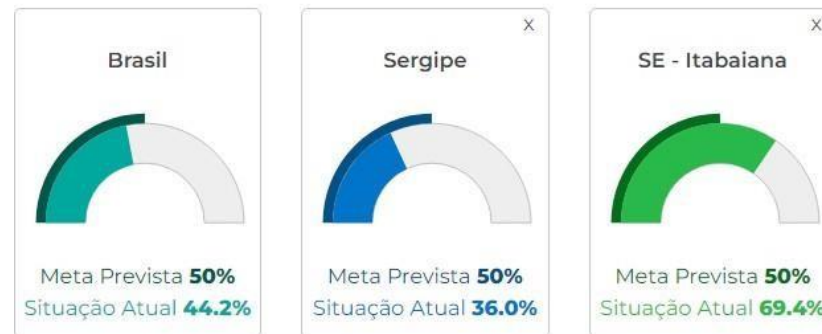 Brasil
Meta Prevista 50%
Situação Atual 44.2%
X
Sergipe
Meta Prevista 50%
Situação Atual 36.0%
X
SE - Itabaiana
Meta Prevista 50%
Situação Atual 69.4%